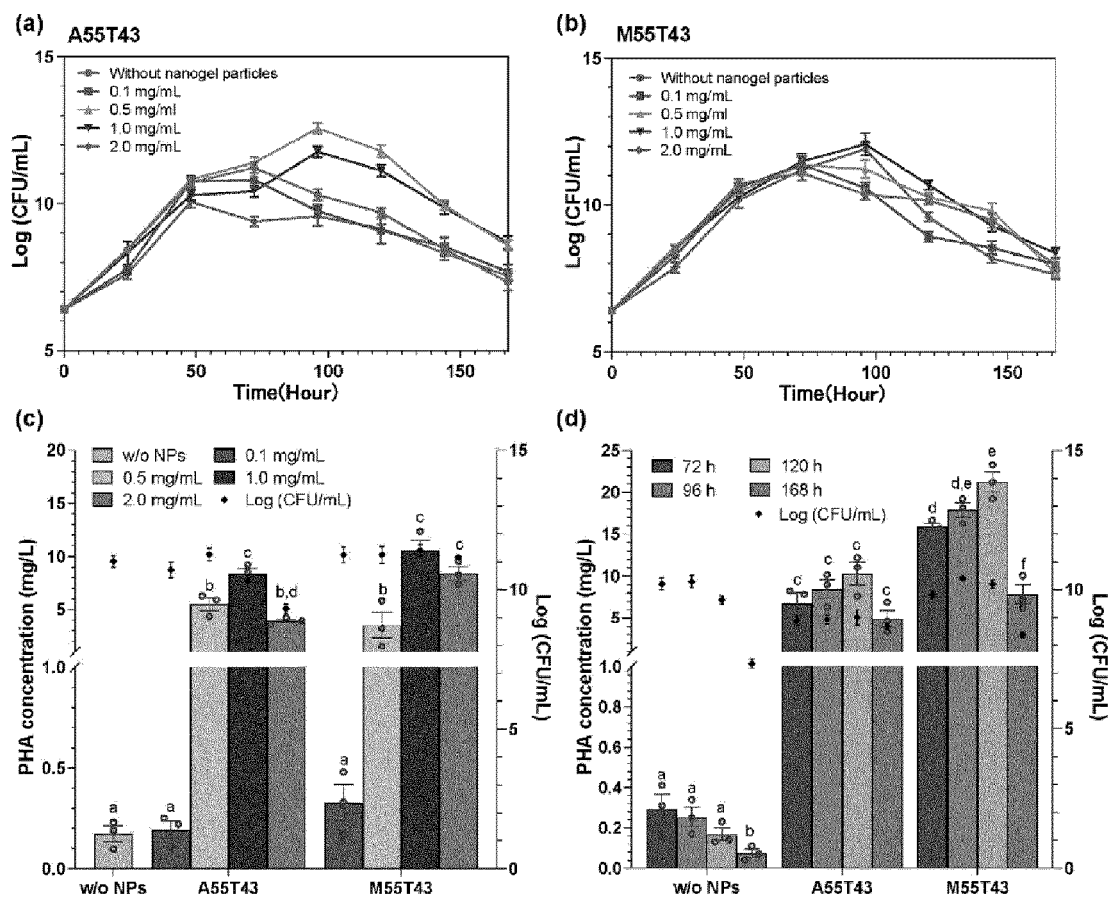 (a)
A55T43
Log (CFU/mL)
15
10
5
Without nanogel particles
0.1 mg/mL
0.5 mg/ml
1.0 mg/mL
2.0 mg/mL
0
50
100
150
Time(Hour)
(b)
M55T43
Log (CFU/mL)
15
10
5
Without nanogel particles
0.1 mg/mL
0.5 mg/ml
1.0 mg/mL
2.0 mg/mL
0
50
100
150
Time(Hour)
(c)
PHA concentration (mg/L)
20
15
10
5
1.0
0.5
0.0
w/o NPs
0.1 mg/mL
0.5 mg/mL
1.0 mg/mL
2.0 mg/mL
Log (CFU/mL)
a
a
b
c
b,d
a
b
c
c
w/o NPs
A55T43
M55T43
15
10
5
0
Log (CFU/mL)
(d)
PHA concentration (mg/L)
25
20
15
10
5
1.0
0.8
0.6
0.4
0.2
0.0
72 h
120 h
96 h
168 h
Log (CFU/mL)
a
a
a
b
c
c
c
c
d
d,e
e
f
w/o NPs
A55T43
M55T43
15
10
5
0
Log (CFU/mL)